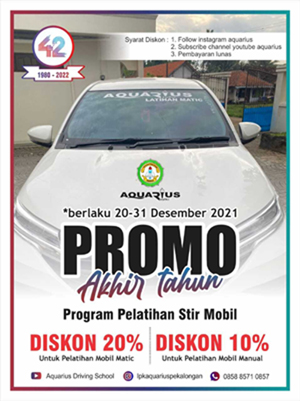 42
1980 - 2022
Syarat Diskon : 1. Follow instagram aquarius
2. Subscribe channel youtube aquarius
3. Pembayaran lunas
AQUARIUS
LATIHAN MATIC
AQUARIUS
*berlaku 20-31 Desember 2021
PROMO
Akhir tahun
Program Pelatihan Stir Mobil
DISKON 20%
Untuk Pelatihan Mobil Matic
DISKON 10%
Untuk Pelatihan Mobil Manual
Aquarius Driving School
lpkaquariuspekalongan
0858 8571 0857